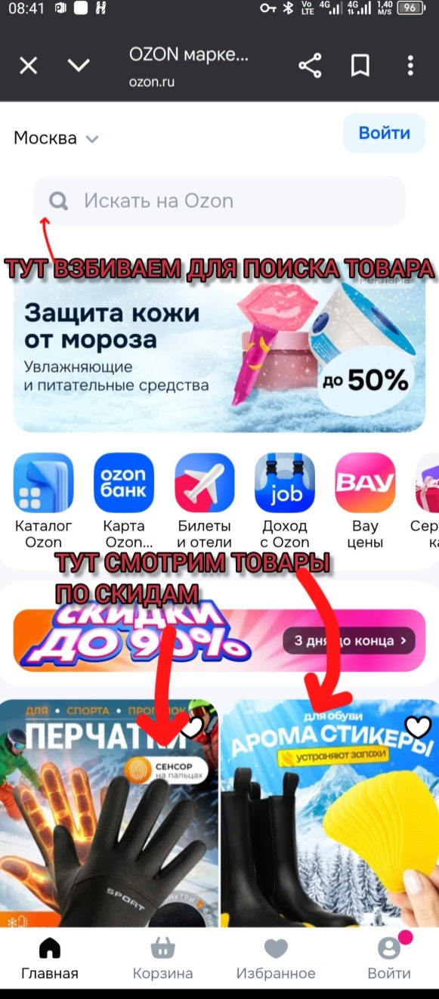 08:41
Vo LTE 4G 4G 1,40 M/S 96
OZON марке...
ozon.ru
Москва
Войти
Искать на Ozon
ТУТ ВЗБИВАЕМ ДЛЯ ПОИСКА ТОВАРА
Реклама
Защита кожи
от мороза
Увлажняющие
и питательные средства
до 50%
ozon
банк
job
ВАУ
Каталог
Ozon
Карта
Ozon...
Билеты
и отели
Доход
с Ozon
Вау
цены
Сер
ка
ТУТ СМОТРИМ ТОВАРЫ
ПО СКИДАМ
СКИДКИ
ДО 90%
3 дня до конца
ДЛЯ • СПОРТА • ПРОГУЛОК
ПЕРЧАТКИ
СЕНСОР
на пальцах
SPORT
для обуви
АРОМА СТИКЕРЫ
устраняют запахи
Главная
Корзина
Избранное
Войти